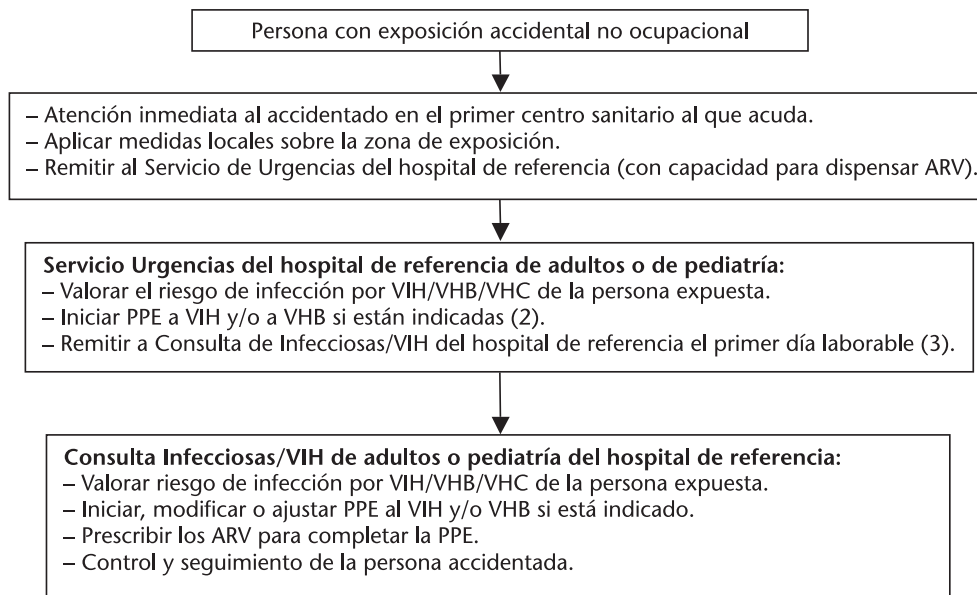 Persona con exposición accidental no ocupacional
– Atención inmediata al accidentado en el primer centro sanitario al que acuda.
– Aplicar medidas locales sobre la zona de exposición.
– Remitir al Servicio de Urgencias del hospital de referencia (con capacidad para dispensar ARV).
Servicio Urgencias del hospital de referencia de adultos o de pediatría:
– Valorar el riesgo de infección por VIH/VHB/VHC de la persona expuesta.
– Iniciar PPE a VIH y/o a VHB si están indicadas (2).
– Remitir a Consulta de Infecciosas/VIH del hospital de referencia el primer día laborable (3).
Consulta Infecciosas/VIH de adultos o pediatría del hospital de referencia:
– Valorar riesgo de infección por VIH/VHB/VHC de la persona expuesta.
– Iniciar, modificar o ajustar PPE al VIH y/o VHB si está indicado.
– Prescribir los ARV para completar la PPE.
– Control y seguimiento de la persona accidentada.